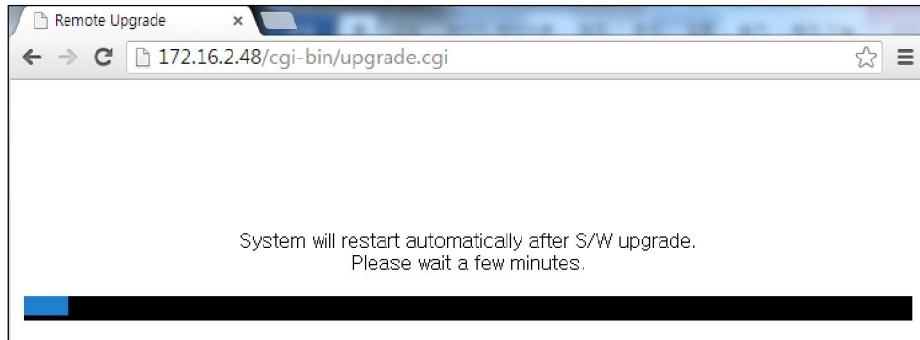 Remote Upgrade
172.16.2.48/cgi-bin/upgrade.cgi
System will restart automatically after S/W upgrade.
Please wait a few minutes.